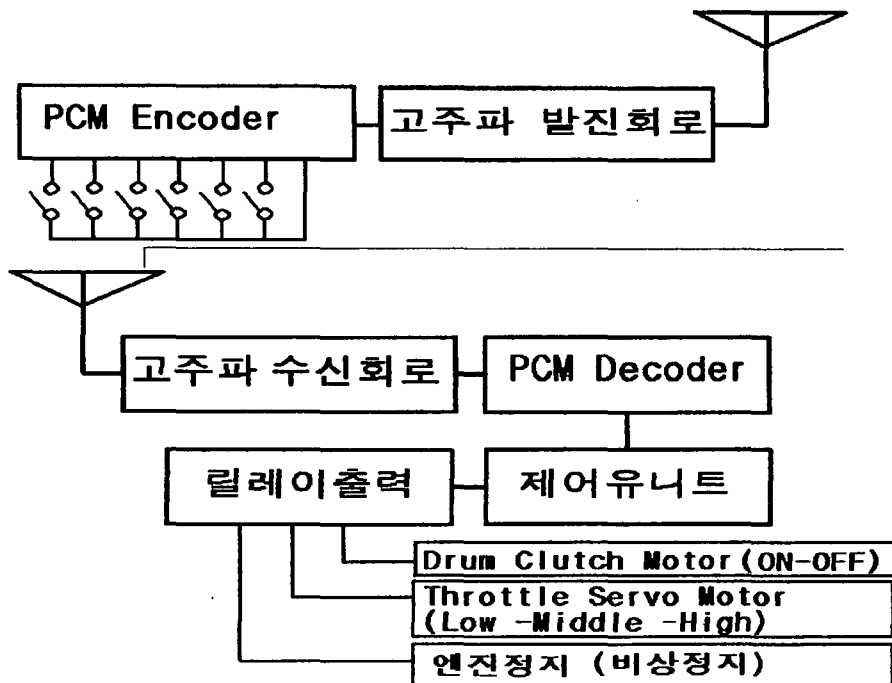 PCM Encoder
고주파 발진회로
고주파 수신회로
PCM Decoder
릴레이출력
제어유니트
Drum Clutch Motor (ON-OFF)
Throttle Servo Motor
(Low -Middle -High)
엔진정지 (비상정지)